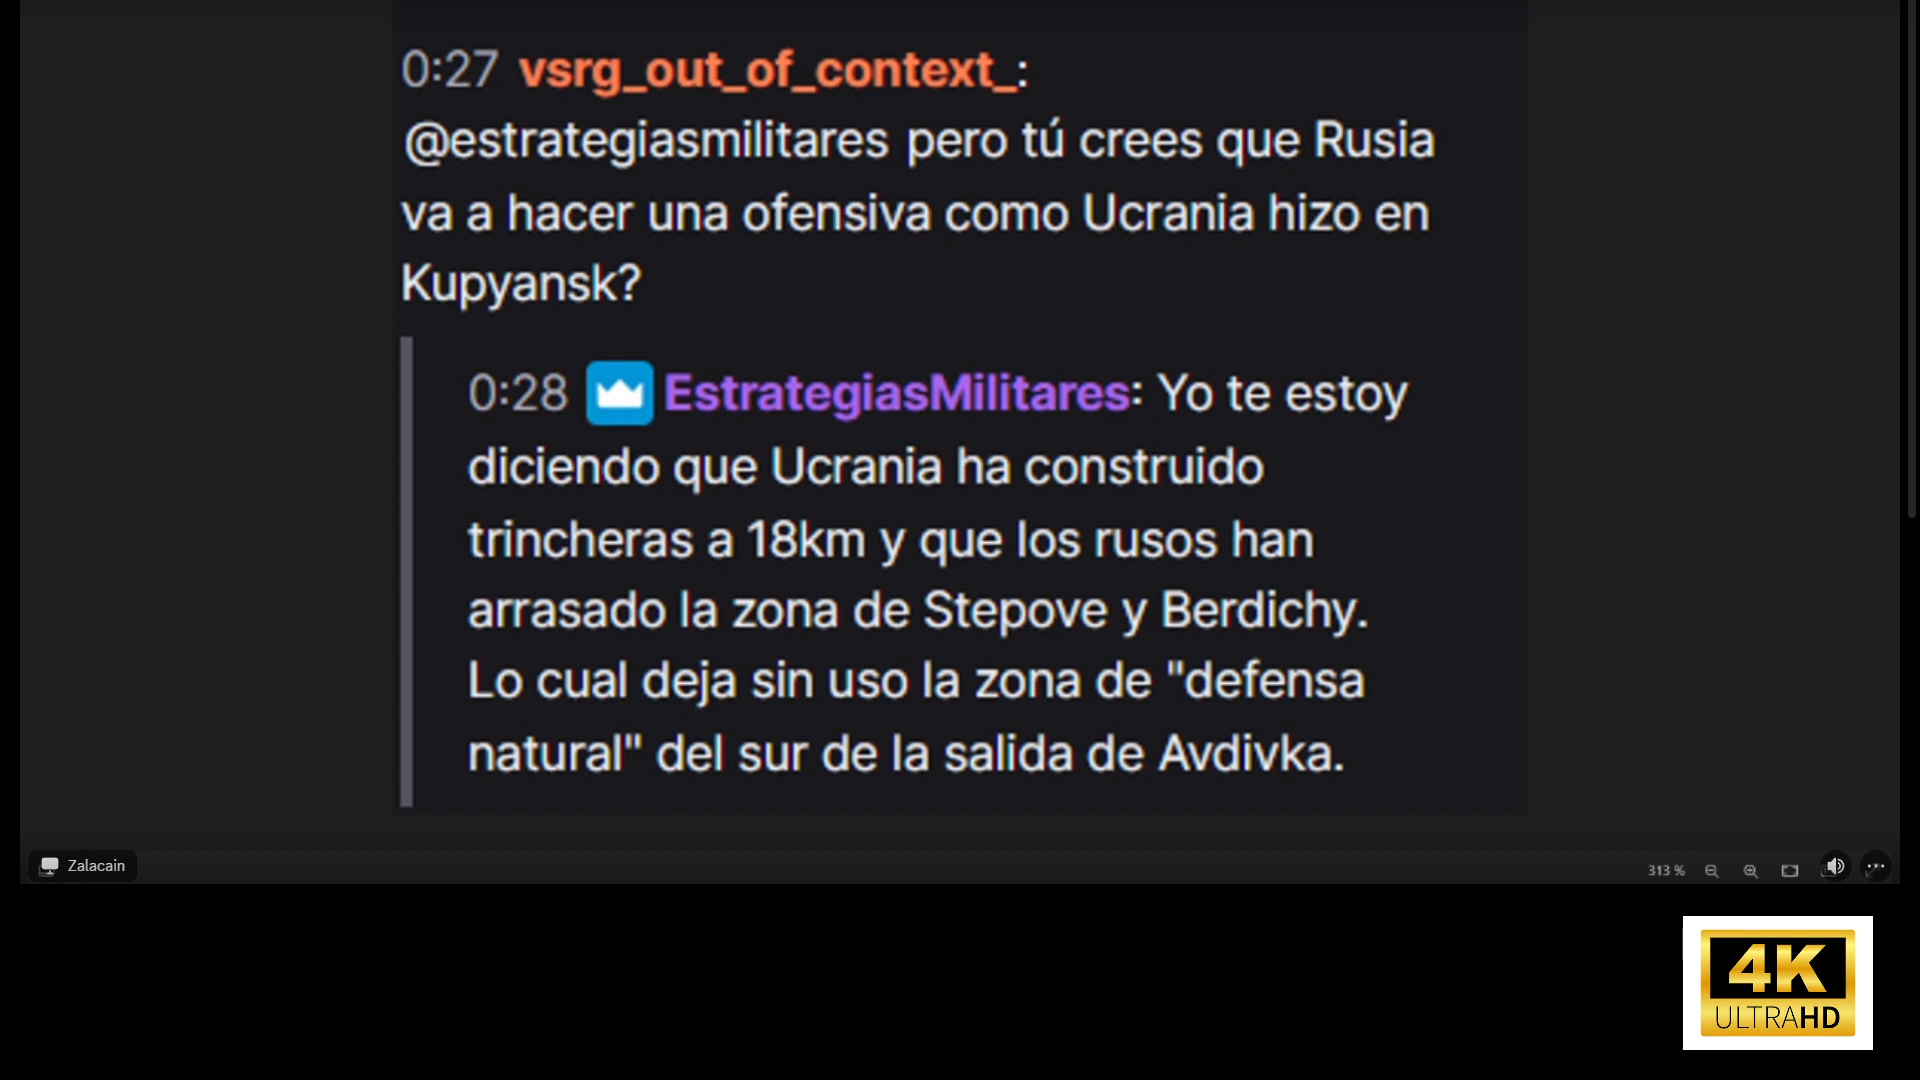 0:27 vsrg_out_of_context_:
@estrategiasmilitares pero tú crees que Rusia
va a hacer una ofensiva como Ucrania hizo en
Kupyansk?
0:28 EstrategiasMilitares: Yo te estoy
diciendo que Ucrania ha construido
trincheras a 18km y que los rusos han
arrasado la zona de Stepove y Berdichy.
Lo cual deja sin uso la zona de "defensa
natural" del sur de la salida de Avdivka.
Zalacain
313 %
4K
ULTRAHD